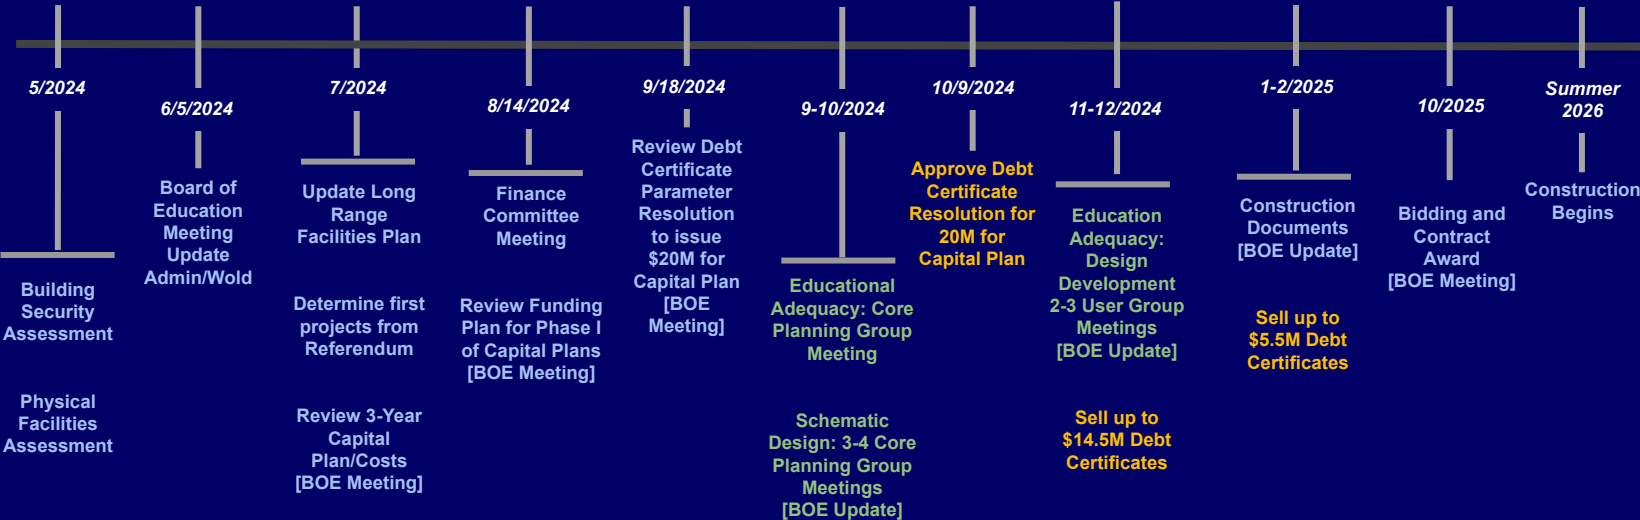 5/2024
Building
Security
Assessment
Physical
Facilities
Assessment
6/5/2024
Board of
Education
Meeting
Update
Admin/Wold
7/2024
Update Long
Range
Facilities Plan
Determine first
projects from
Referendum
Review 3-Year
Capital
Plan/Costs
[BOE Meeting]
8/14/2024
Finance
Committee
Meeting
Review Funding
Plan for Phase I
of Capital Plans
[BOE Meeting]
9/18/2024
Review Debt
Certificate
Parameter
Resolution
to issue
$20M for
Capital Plan
[BOE
Meeting]
9-10/2024
Educational
Adequacy: Core
Planning Group
Meeting
Schematic
Design: 3-4 Core
Planning Group
Meetings
[BOE Update]
10/9/2024
Approve Debt
Certificate
Resolution for
20M for
Capital Plan
11-12/2024
Education
Adequacy:
Design
Development
2-3 User Group
Meetings
[BOE Update]
Sell up to
$14.5M Debt
Certificates
1-2/2025
Construction
Documents
[BOE Update]
Sell up to
$5.5M Debt
Certificates
10/2025
Bidding and
Contract
Award
[BOE Meeting]
Summer
2026
Construction
Begins